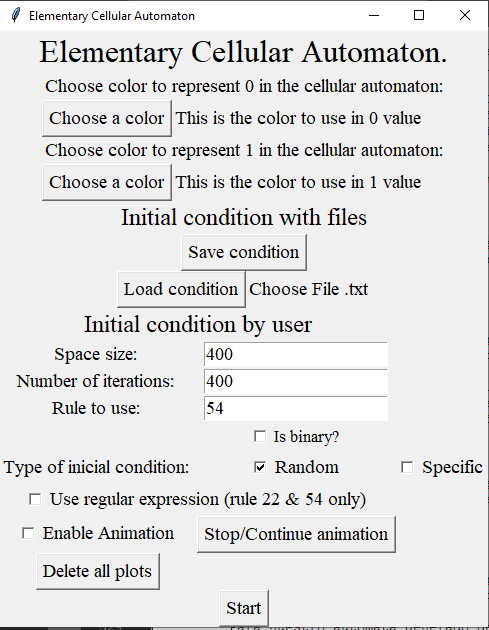 Elementary Cellular Automaton
Elementary Cellular Automaton.
Choose color to represent 0 in the cellular automaton:
Choose a color This is the color to use in 0 value
Choose color to represent 1 in the cellular automaton:
Choose a color This is the color to use in 1 value
Initial condition with files
Save condition
Load condition Choose File .txt
Initial condition by user
Space size: 400
Number of iterations: 400
Rule to use: 54
Is binary?
Type of inicial condition: Random Specific
Use regular expression (rule 22 & 54 only)
Enable Animation Stop/Continue animation
Delete all plots
Start